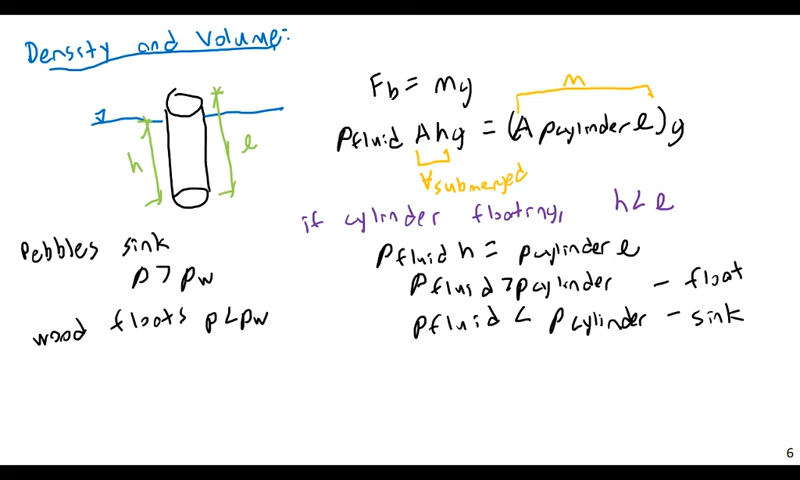 Density and Volume:
h
l
Fb = mg
m
ρfluid A h g = (A ρcylinder l) g
∀submerged
if cylinder floating, h < l
ρfluid h = ρcylinder l
ρfluid > ρcylinder - float
ρfluid < ρcylinder - sink
Pebbles sink
ρ > ρw
wood floats ρ < ρw
6